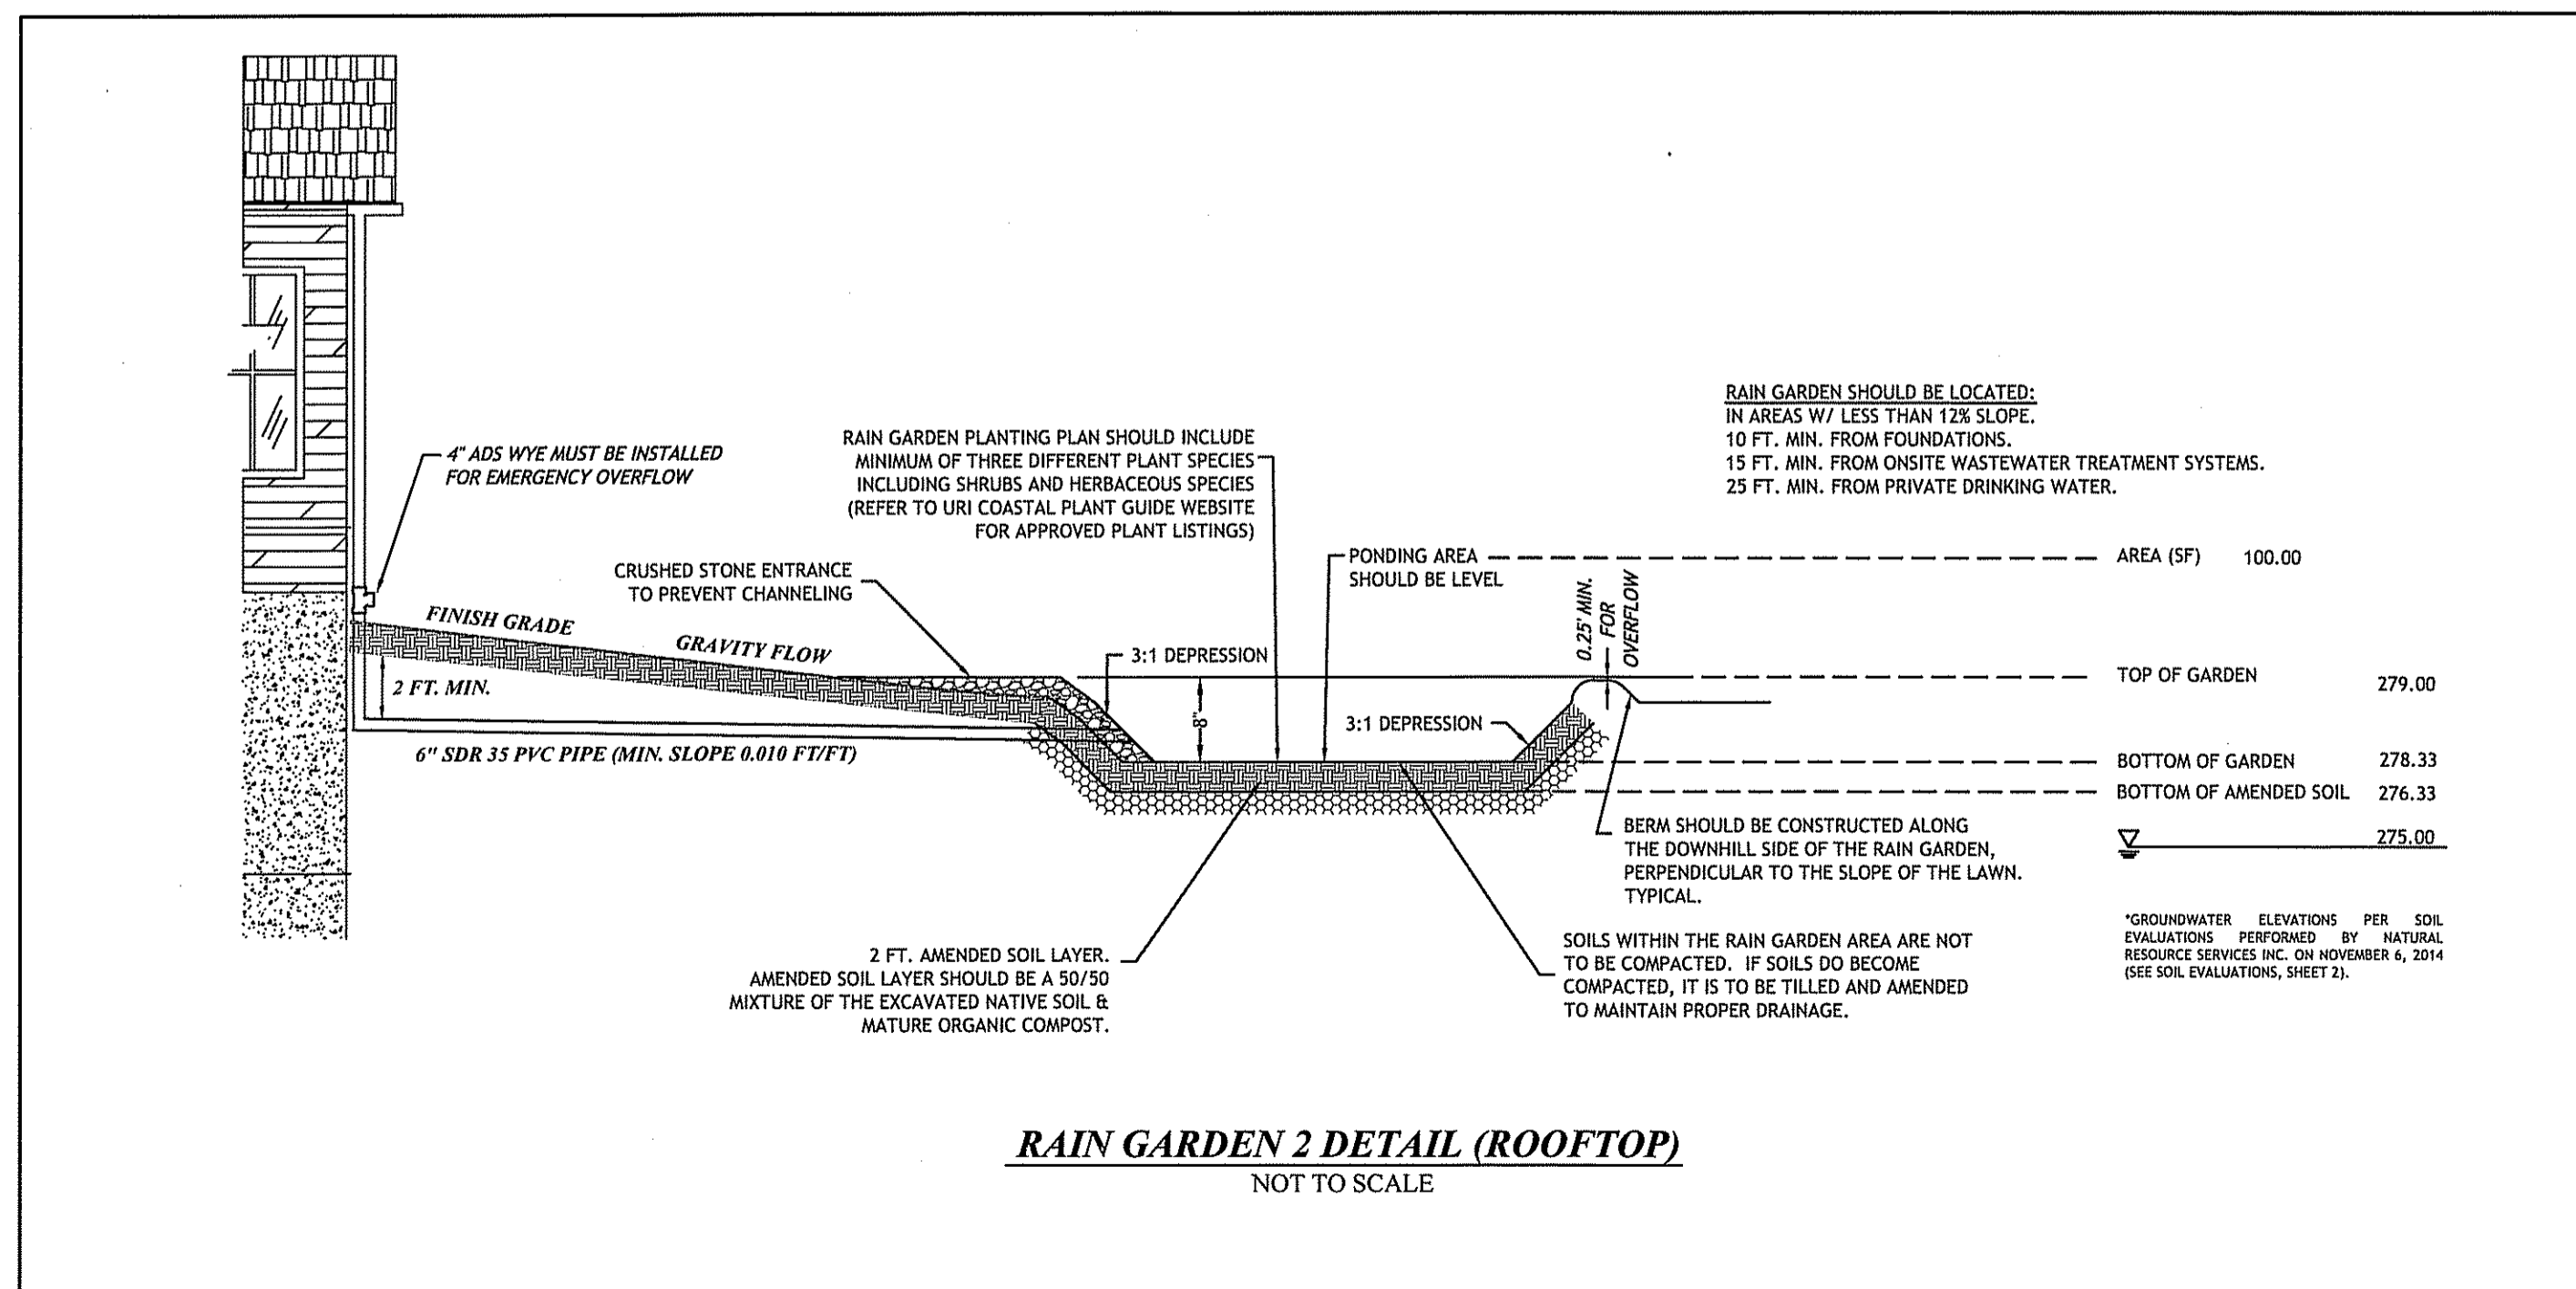 RAIN GARDEN SHOULD BE LOCATED:
IN AREAS W/ LESS THAN 12% SLOPE.
10 FT. MIN. FROM FOUNDATIONS.
15 FT. MIN. FROM ONSITE WASTEWATER TREATMENT SYSTEMS.
25 FT. MIN. FROM PRIVATE DRINKING WATER.
4" ADS WYE MUST BE INSTALLED
FOR EMERGENCY OVERFLOW
RAIN GARDEN PLANTING PLAN SHOULD INCLUDE
MINIMUM OF THREE DIFFERENT PLANT SPECIES
INCLUDING SHRUBS AND HERBACEOUS SPECIES
(REFER TO URI COASTAL PLANT GUIDE WEBSITE
FOR APPROVED PLANT LISTINGS)
CRUSHED STONE ENTRANCE
TO PREVENT CHANNELING
PONDING AREA
SHOULD BE LEVEL
AREA (SF) 100.00
0.25' MIN.
FOR
OVERFLOW
FINISH GRADE
GRAVITY FLOW
3:1 DEPRESSION
2 FT. MIN.
8"
3:1 DEPRESSION
TOP OF GARDEN 279.00
6" SDR 35 PVC PIPE (MIN. SLOPE 0.010 FT/FT)
BOTTOM OF GARDEN 278.33
BOTTOM OF AMENDED SOIL 276.33
275.00
BERM SHOULD BE CONSTRUCTED ALONG
THE DOWNHILL SIDE OF THE RAIN GARDEN,
PERPENDICULAR TO THE SLOPE OF THE LAWN.
TYPICAL.
2 FT. AMENDED SOIL LAYER.
AMENDED SOIL LAYER SHOULD BE A 50/50
MIXTURE OF THE EXCAVATED NATIVE SOIL &
MATURE ORGANIC COMPOST.
SOILS WITHIN THE RAIN GARDEN AREA ARE NOT
TO BE COMPACTED. IF SOILS DO BECOME
COMPACTED, IT IS TO BE TILLED AND AMENDED
TO MAINTAIN PROPER DRAINAGE.
*GROUNDWATER ELEVATIONS PER SOIL
EVALUATIONS PERFORMED BY NATURAL
RESOURCE SERVICES INC. ON NOVEMBER 6, 2014
(SEE SOIL EVALUATIONS, SHEET 2).
RAIN GARDEN 2 DETAIL (ROOFTOP)
NOT TO SCALE